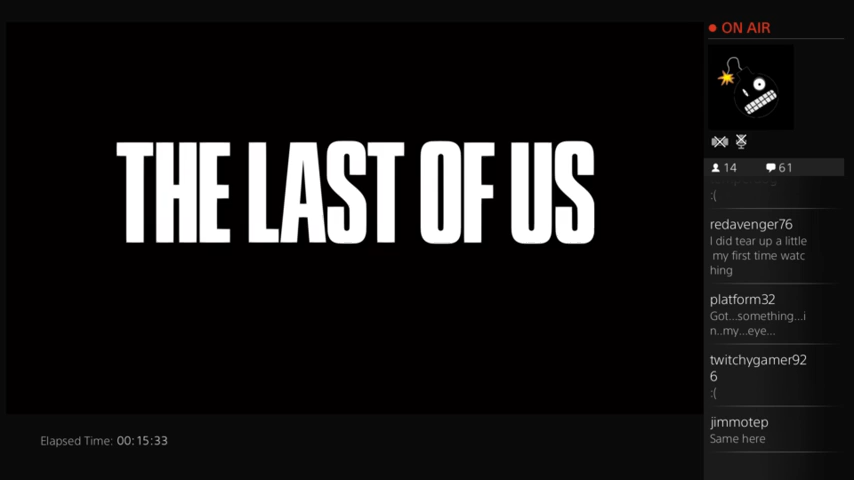 THE LAST OF US
Elapsed Time: 00:15:33
ON AIR
14 61
:(
redavenger76
I did tear up a little
my first time watc
hing
platform32
Got...something...i
n..my...eye...
twitchygamer92
6
:(
jimmotep
Same here